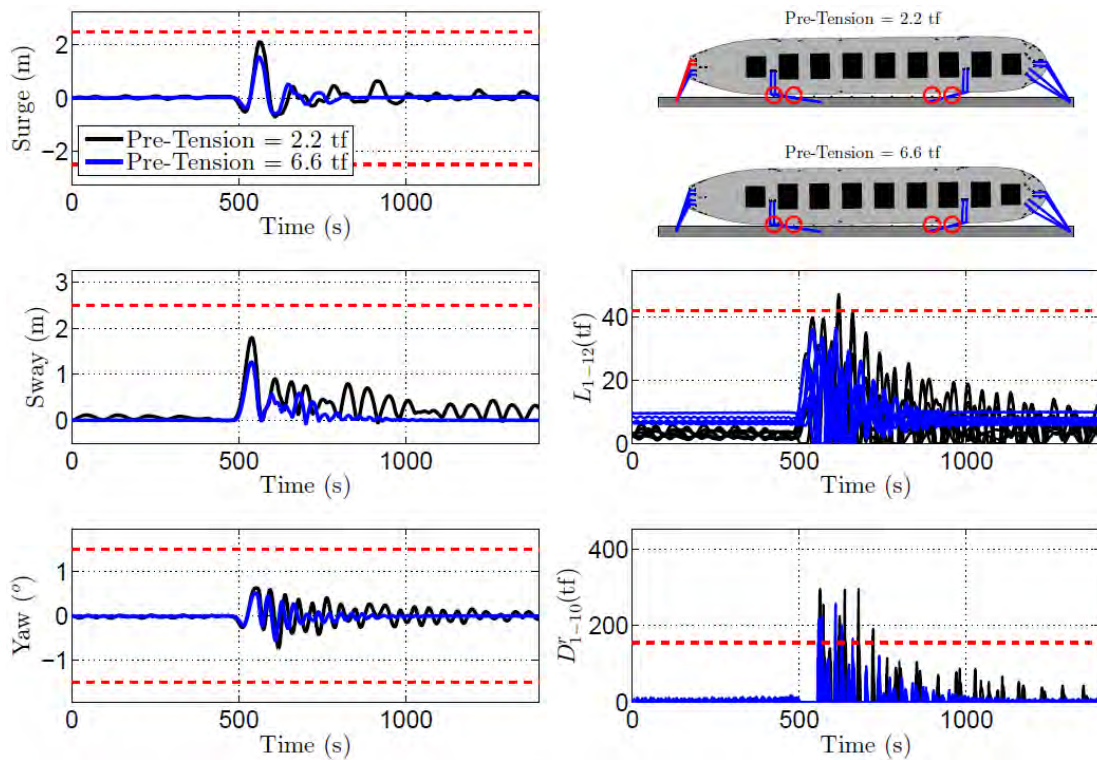 Surge (m)
2
0
−2
Pre-Tension = 2.2 tf
Pre-Tension = 6.6 tf
0
500
1000
Time (s)
Pre-Tension = 2.2 tf
Pre-Tension = 6.6 tf
Sway (m)
3
2
1
0
0
500
1000
Time (s)
L1−12(tf)
40
20
0
0
500
1000
Time (s)
Yaw (°)
1
0
−1
0
500
1000
Time (s)
Dr1−10(tf)
400
200
0
0
500
1000
Time (s)